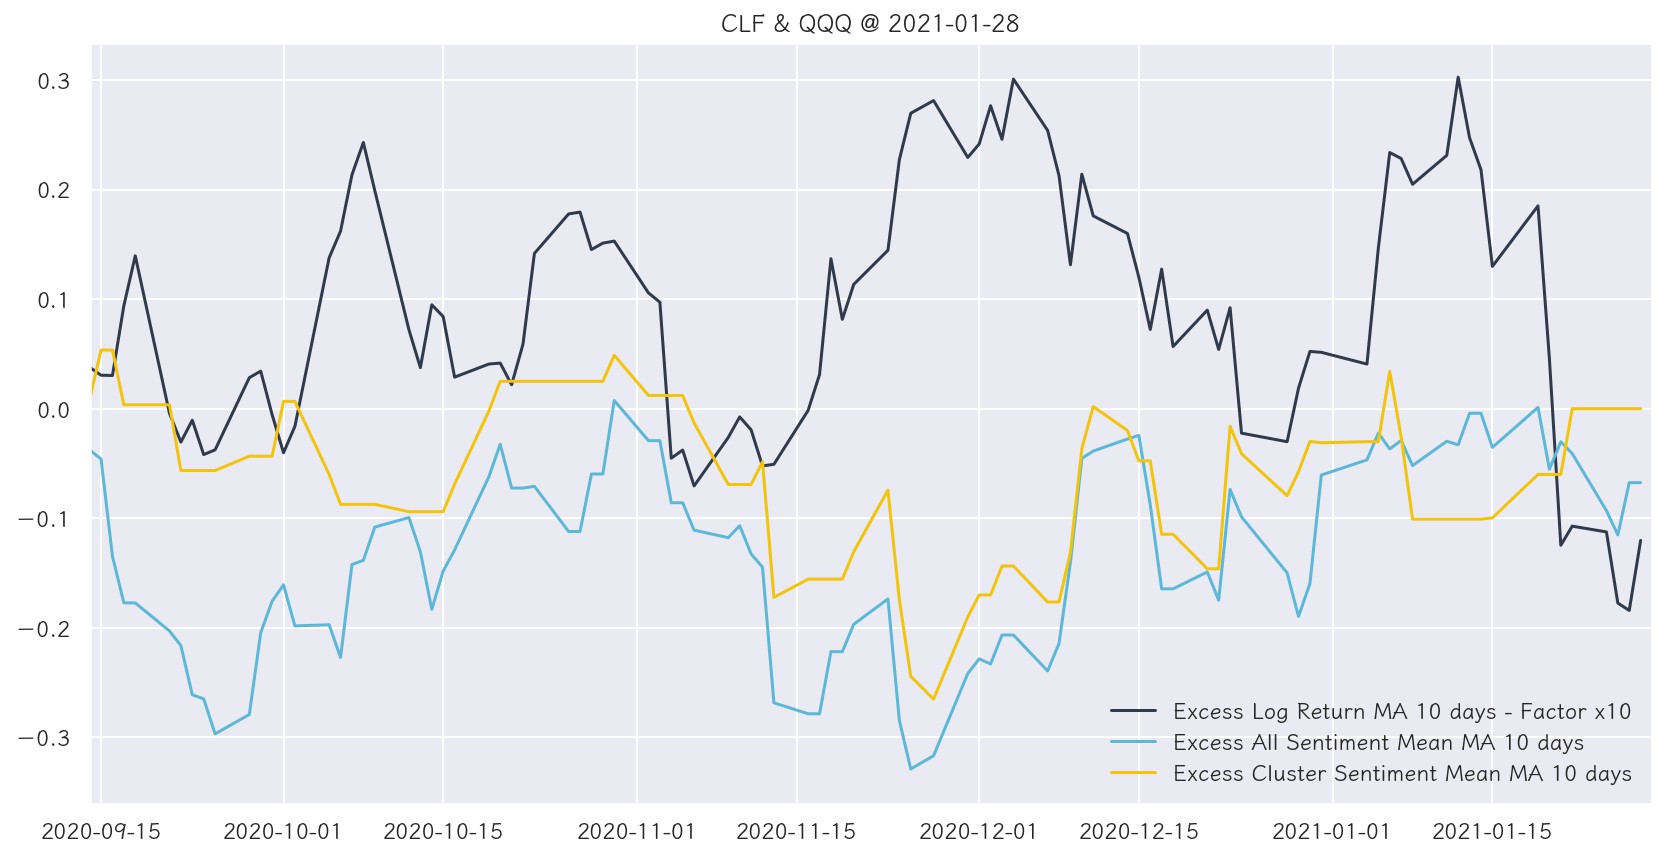 CLF & QQQ @ 2021-01-28
0.3
0.2
0.1
0.0
−0.1
−0.2
−0.3
Excess Log Return MA 10 days - Factor x10
Excess All Sentiment Mean MA 10 days
Excess Cluster Sentiment Mean MA 10 days
2020-09-15 2020-10-01 2020-10-15 2020-11-01 2020-11-15 2020-12-01 2020-12-15 2021-01-01 2021-01-15